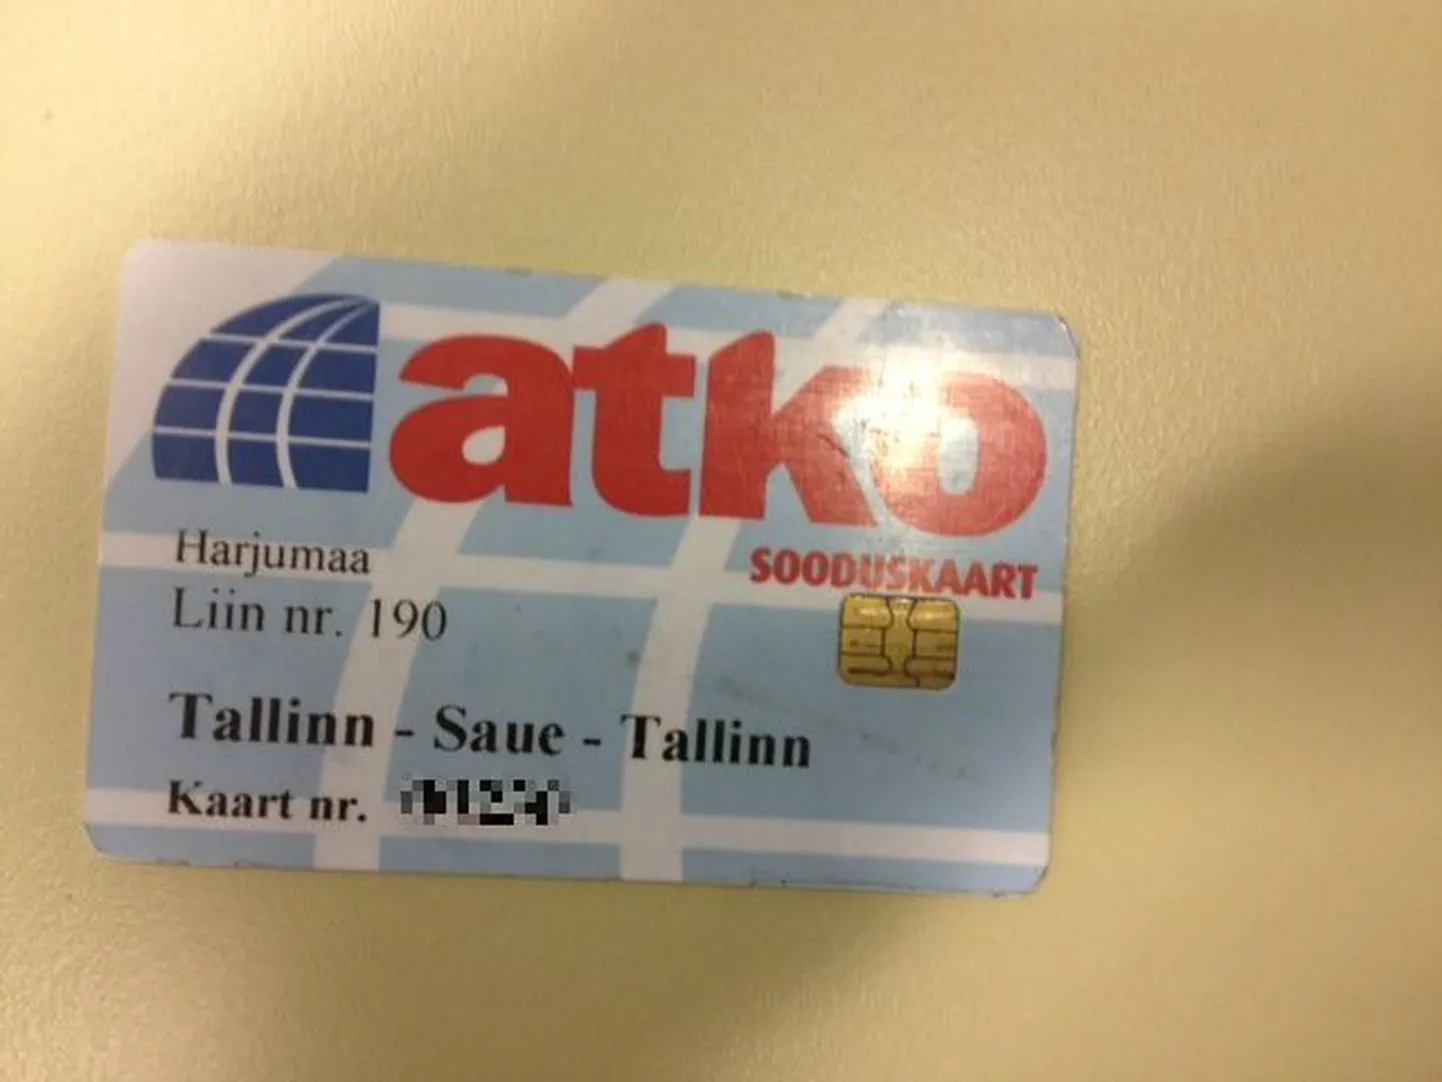 atko
SOODUSKAART
Harjumaa
Liin nr. 190
Tallinn - Saue - Tallinn
Kaart nr.